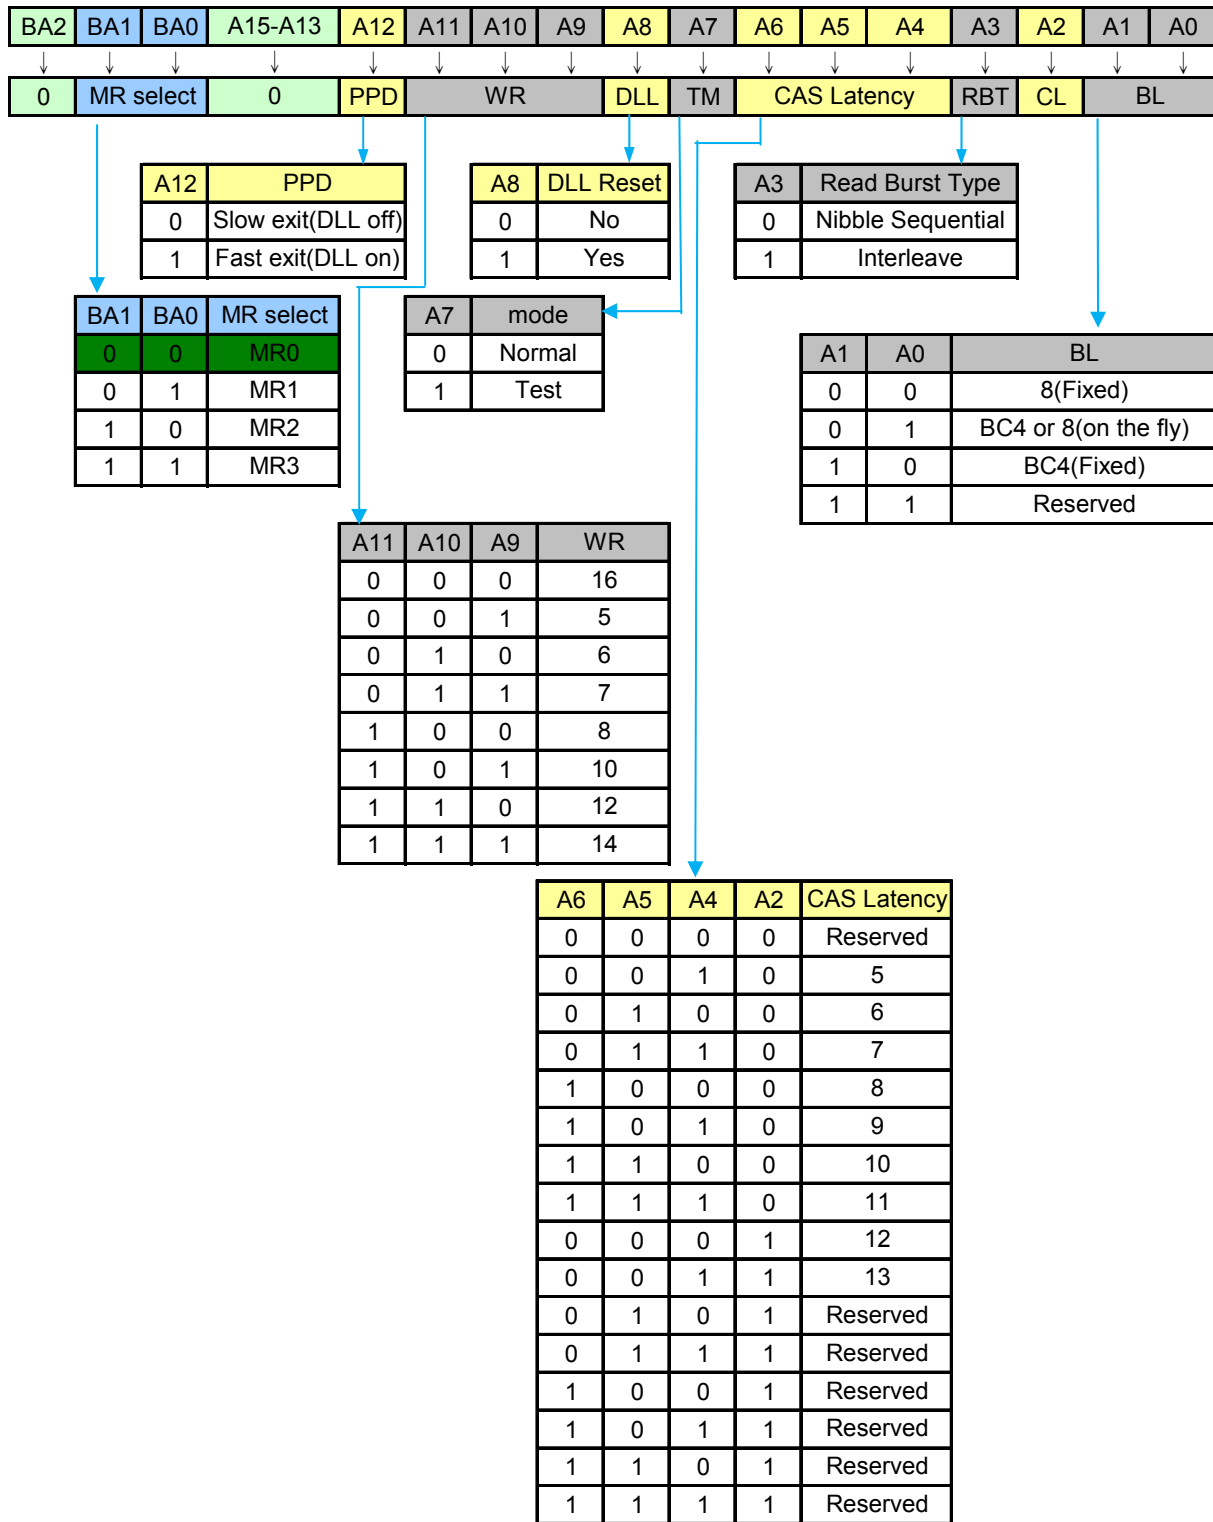 BA2 BA1 BA0 A15-A13 A12 A11 A10 A9 A8 A7 A6 A5 A4 A3 A2 A1 A0
0 MR select 0 PPD WR DLL TM CAS Latency RBT CL BL
A12 PPD
0 Slow exit(DLL off)
1 Fast exit(DLL on)
A8 DLL Reset
0 No
1 Yes
A3 Read Burst Type
0 Nibble Sequential
1 Interleave
BA1 BA0 MR select
0 0 MR0
0 1 MR1
1 0 MR2
1 1 MR3
A7 mode
0 Normal
1 Test
A1 A0 BL
0 0 8(Fixed)
0 1 BC4 or 8(on the fly)
1 0 BC4(Fixed)
1 1 Reserved
A11 A10 A9 WR
0 0 0 16
0 0 1 5
0 1 0 6
0 1 1 7
1 0 0 8
1 0 1 10
1 1 0 12
1 1 1 14
A6 A5 A4 A2 CAS Latency
0 0 0 0 Reserved
0 0 1 0 5
0 1 0 0 6
0 1 1 0 7
1 0 0 0 8
1 0 1 0 9
1 1 0 0 10
1 1 1 0 11
0 0 0 1 12
0 0 1 1 13
0 1 0 1 Reserved
0 1 1 1 Reserved
1 0 0 1 Reserved
1 0 1 1 Reserved
1 1 0 1 Reserved
1 1 1 1 Reserved